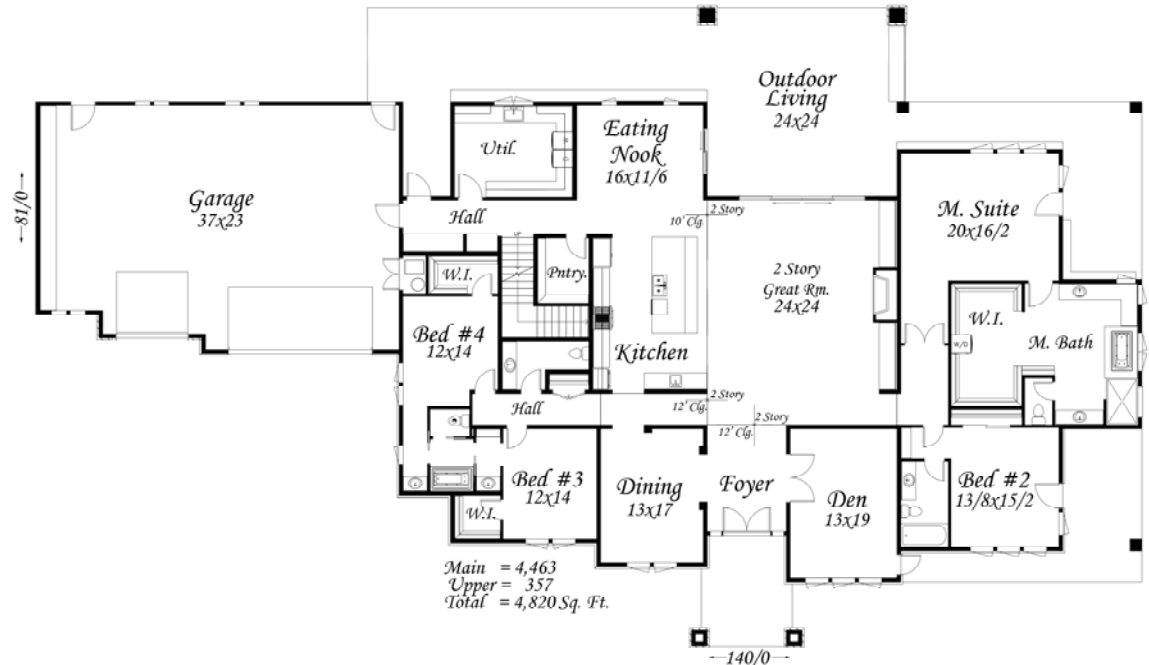 Outdoor
Living
24x24
Eating
Nook
16x11/6
Util.
Garage
37x23
81/0
Hall
2 Story
10' Clg.
M. Suite
20x16/2
W.I.
Pntry.
2 Story
Great Rm.
24x24
Bed #4
12x14
W.I.
W/D
M. Bath
Kitchen
Hall
2 Story
12' Clg.
2 Story
12' Clg.
Bed #3
12x14
W.I.
Dining
13x17
Foyer
Den
13x19
Bed #2
13/8x15/2
Main = 4,463
Upper = 357
Total = 4,820 Sq. Ft.
140/0